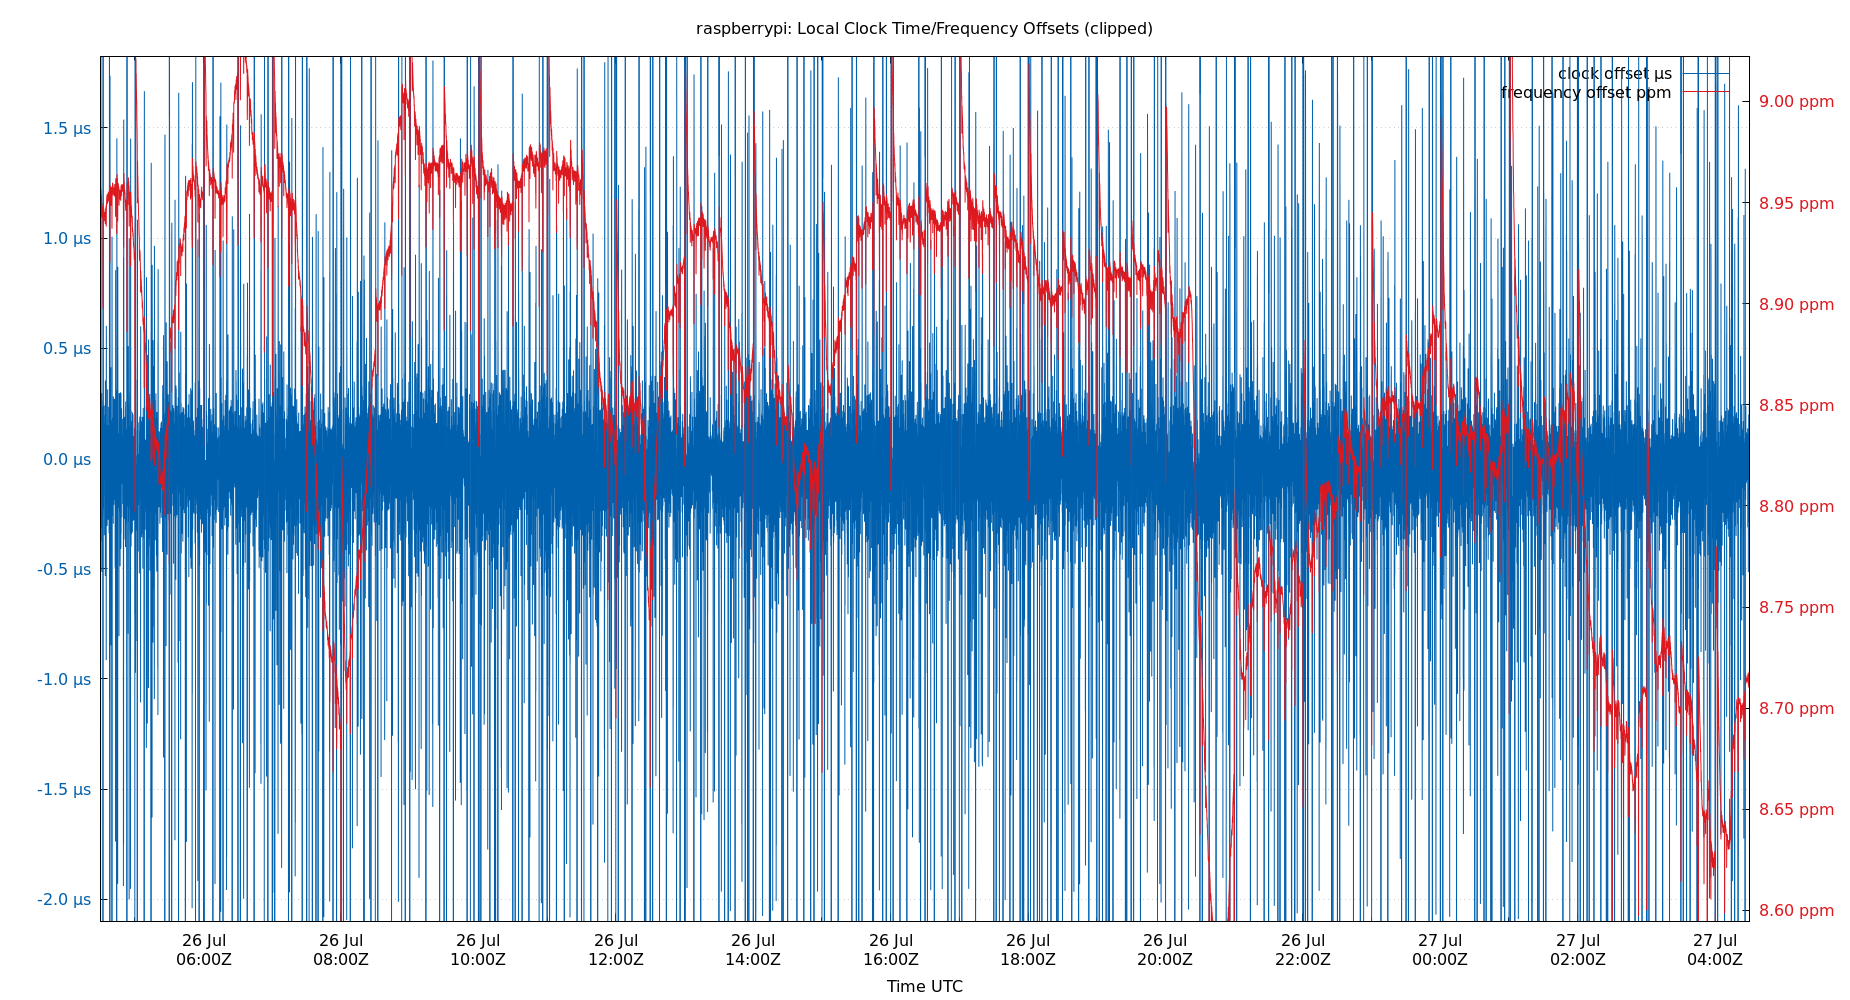 raspberrypi: Local Clock Time/Frequency Offsets (clipped)
clock offset µs
frequency offset ppm
1.5 µs
1.0 µs
0.5 µs
0.0 µs
-0.5 µs
-1.0 µs
-1.5 µs
-2.0 µs
9.00 ppm
8.95 ppm
8.90 ppm
8.85 ppm
8.80 ppm
8.75 ppm
8.70 ppm
8.65 ppm
8.60 ppm
26 Jul 26 Jul 26 Jul 26 Jul 26 Jul 26 Jul 26 Jul 26 Jul 26 Jul 27 Jul 27 Jul 27 Jul
06:00Z 08:00Z 10:00Z 12:00Z 14:00Z 16:00Z 18:00Z 20:00Z 22:00Z 00:00Z 02:00Z 04:00Z
Time UTC